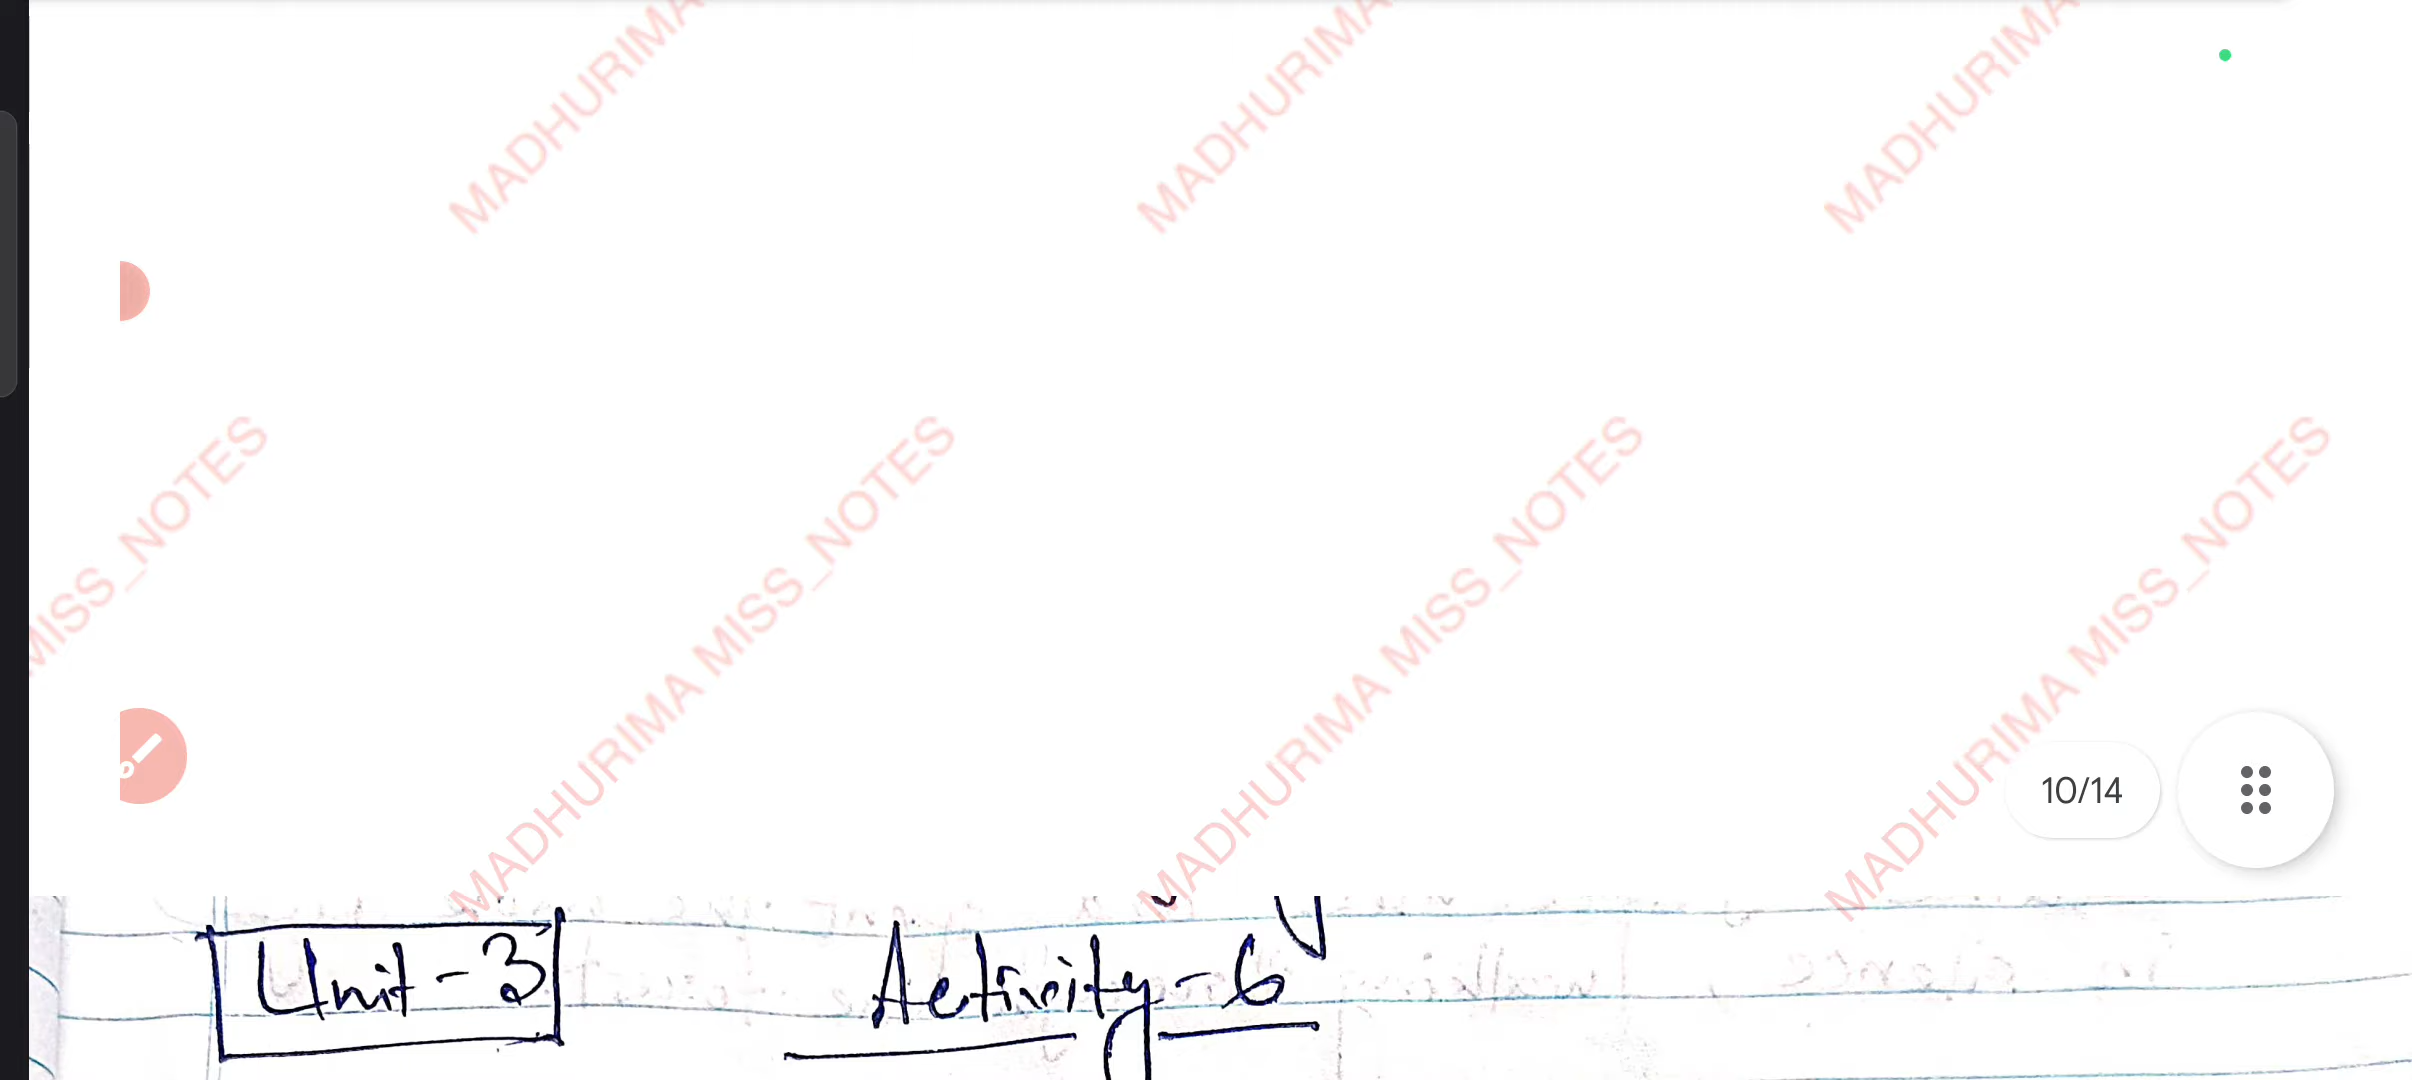 MADHURIMA
MADHURIMA
MADHURIMA
MISS_NOTES
MADHURIMA MISS_NOTES
MADHURIMA MISS_NOTES
MADHURIMA MISS_NOTES
10/14
Unit-3
Activity-6